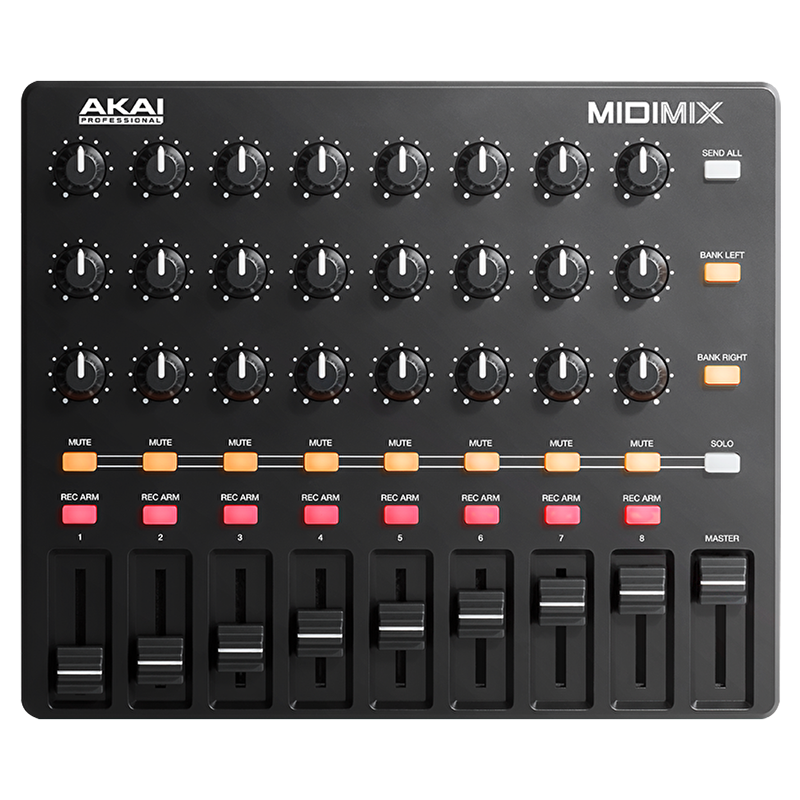 AKAI MIDIMIX
PROFESSIONAL
SEND ALL
BANK LEFT
BANK RIGHT
MUTE MUTE MUTE MUTE MUTE MUTE MUTE MUTE SOLO
REC ARM REC ARM REC ARM REC ARM REC ARM REC ARM REC ARM REC ARM
1 2 3 4 5 6 7 8 MASTER